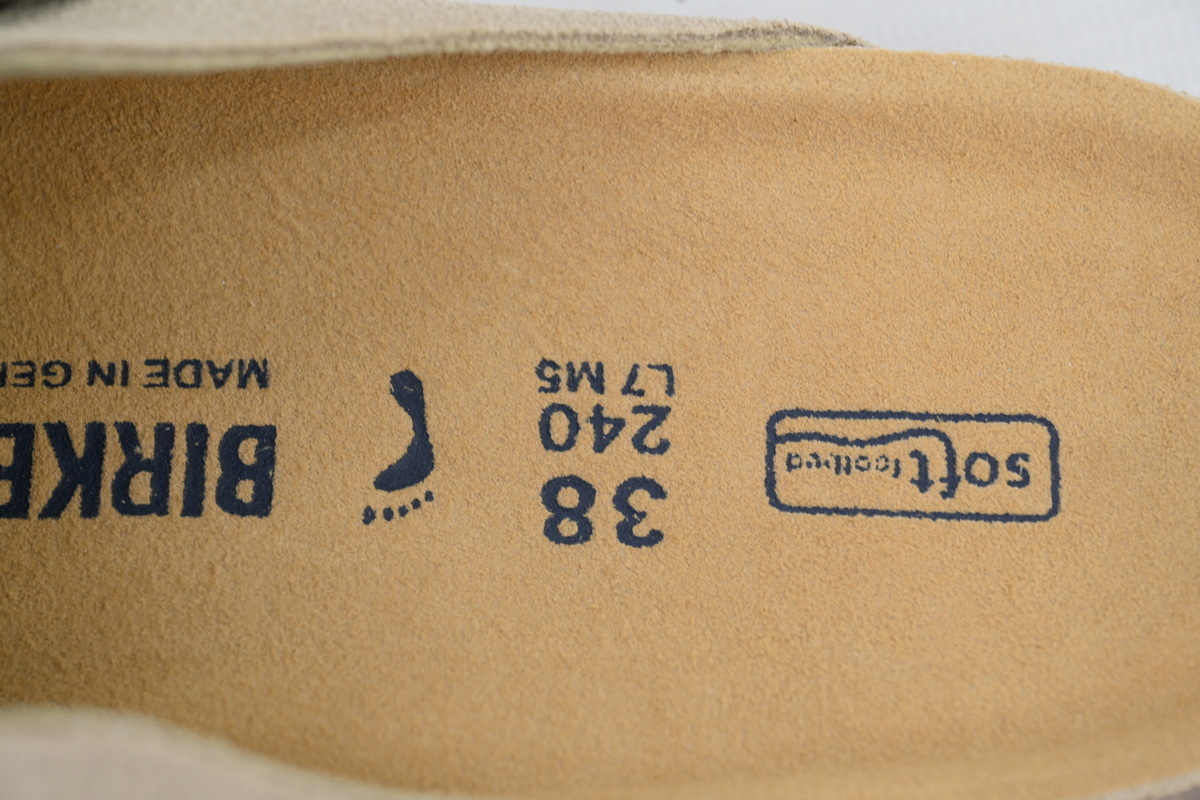 soft footbed
38
240
L7 M5
BIRKE
MADE IN GER